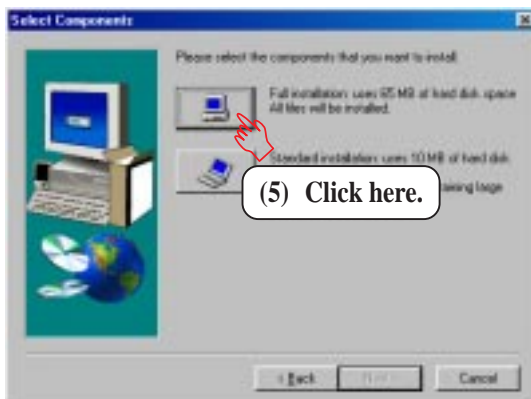 Select Components
Please select the components that you want to install.
Full installation: uses 65 MB of hard disk space
All files will be installed.
Standard installation: uses 10 MB of hard disk
(5) Click here.
large
< Back
Cancel